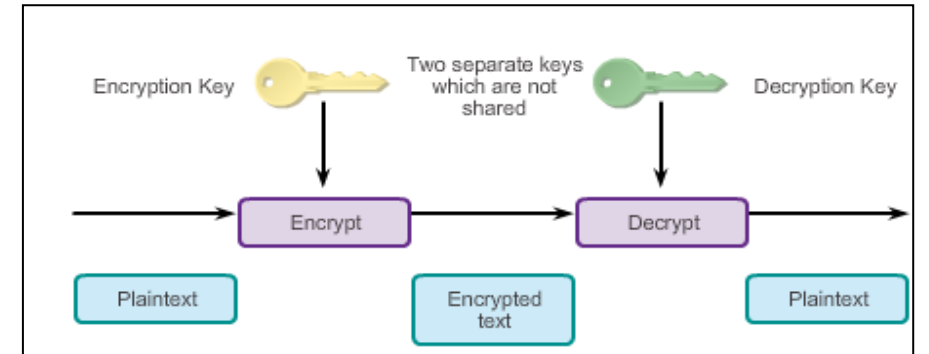 Encryption Key
Two separate keys
which are not
shared
Decryption Key
Encrypt
Decrypt
Plaintext
Encrypted
text
Plaintext